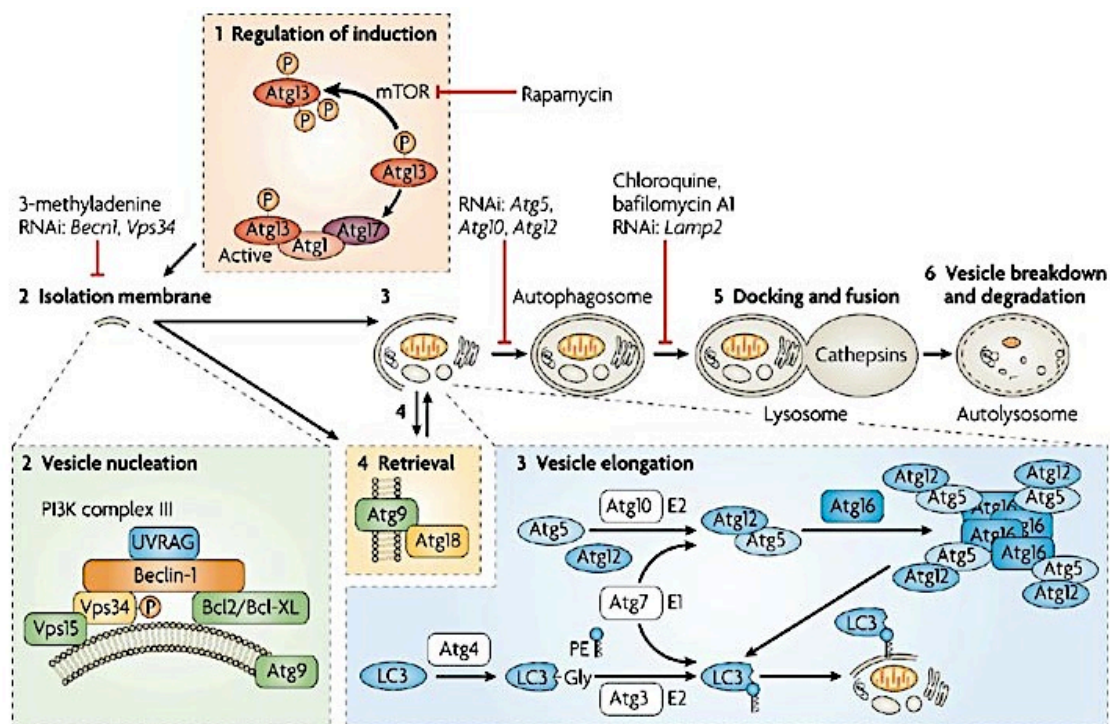 1 Regulation of induction
P
Atg13
P
P
mTOR
Rapamycin
P
Atg13
P
Atg13
Atg1
Atg17
Active
3-methyladenine
RNAi: Becn1, Vps34
2 Isolation membrane
3
RNAi: Atg5,
Atg10, Atg12
Autophagosome
Chloroquine,
bafilomycin A1
RNAi: Lamp2
5 Docking and fusion
Cathepsins
Lysosome
6 Vesicle breakdown
and degradation
Autolysosome
4
2 Vesicle nucleation
PI3K complex III
UVRAG
Beclin-1
Vps34
P
Bcl2/Bcl-XL
Vps15
Atg9
4 Retrieval
Atg9
Atg18
3 Vesicle elongation
Atg5
Atg12
Atg10 E2
Atg12
Atg5
Atg16
Atg12
Atg5
Atg12
Atg5
Atg16
Atg16
Atg16
Atg16
Atg5
Atg12
Atg5
Atg12
Atg7 E1
LC3
Atg4
LC3 Gly
PE
Atg3 E2
LC3
LC3